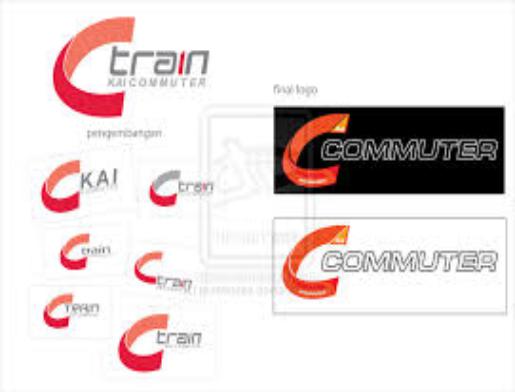 train
KAI COMMUTER
pengembangan
KAI
train
train
train
TRAIN
train
final logo
COMMUTER
COMMUTER